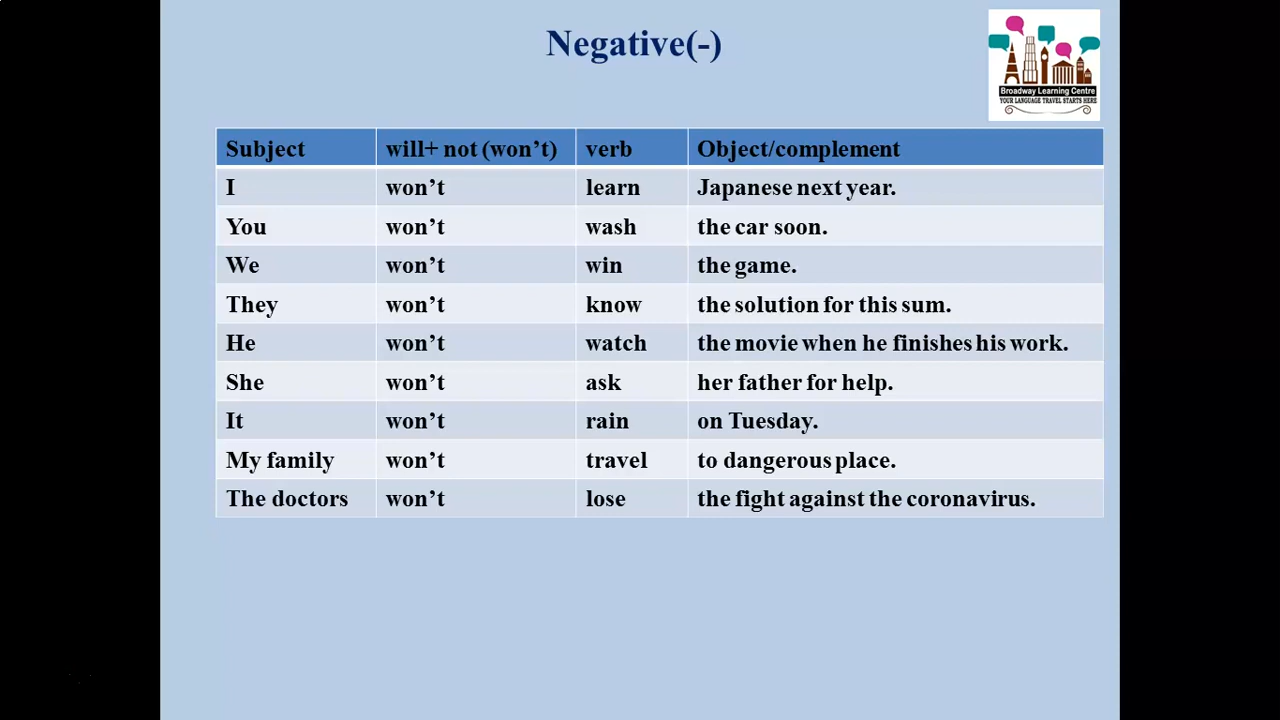 Negative(-)
Broadway Learning Centre
YOUR LANGUAGE TRAVEL STARTS HERE
Subject will+ not (won’t) verb Object/complement
I won’t learn Japanese next year.
You won’t wash the car soon.
We won’t win the game.
They won’t know the solution for this sum.
He won’t watch the movie when he finishes his work.
She won’t ask her father for help.
It won’t rain on Tuesday.
My family won’t travel to dangerous place.
The doctors won’t lose the fight against the coronavirus.